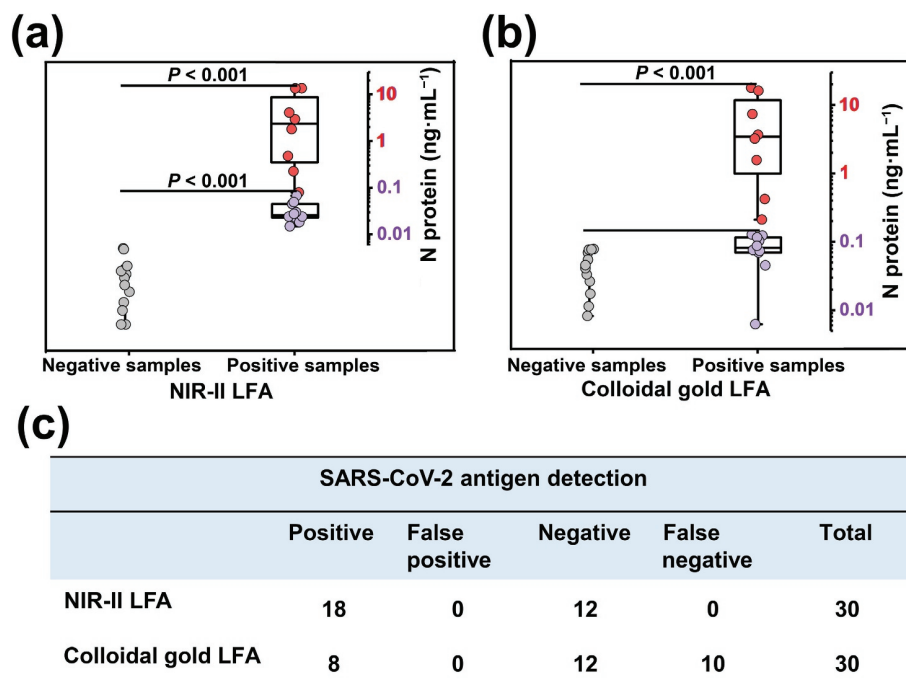 (a)
P < 0.001
P < 0.001
10
1
0.1
0.01
N protein (ng·mL⁻¹)
Negative samples Positive samples
NIR-II LFA
(b)
P < 0.001
10
1
0.1
0.01
N protein (ng·mL⁻¹)
Negative samples Positive samples
Colloidal gold LFA
(c)
SARS-CoV-2 antigen detection
Positive False positive Negative False negative Total
NIR-II LFA 18 0 12 0 30
Colloidal gold LFA 8 0 12 10 30